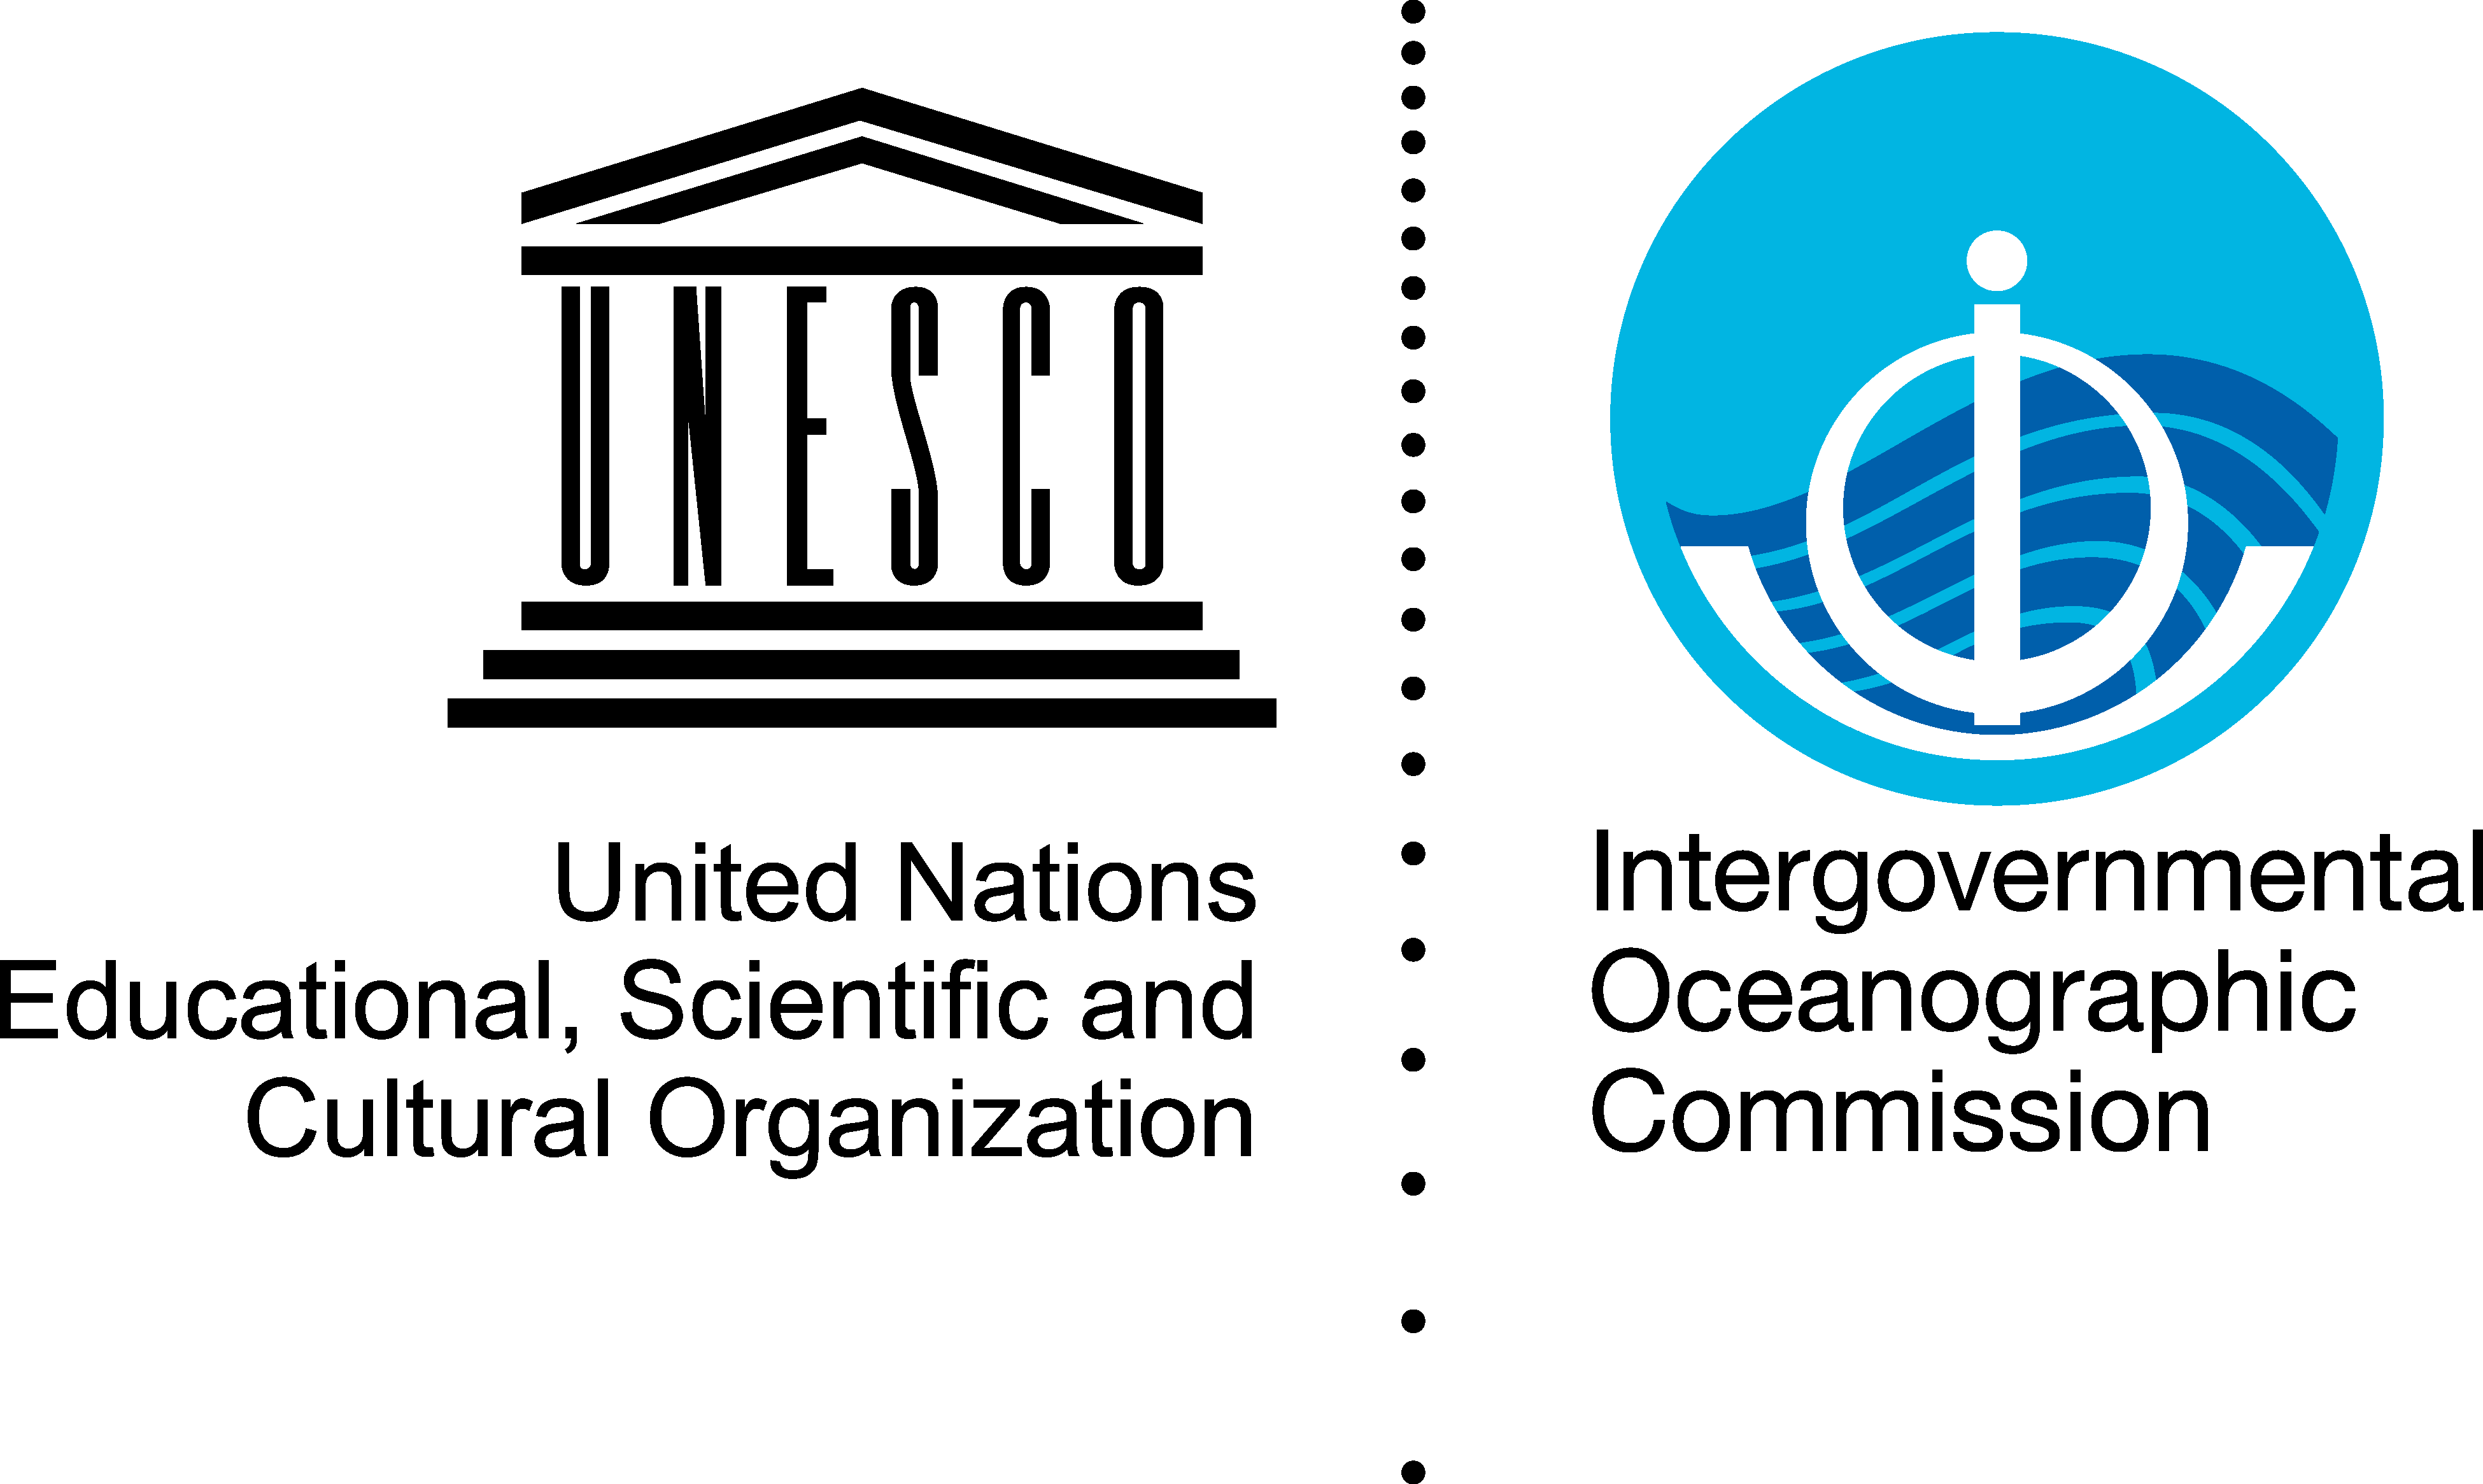 UNESCO
United Nations
Educational, Scientific and
Cultural Organization
Intergovernmental
Oceanographic
Commission